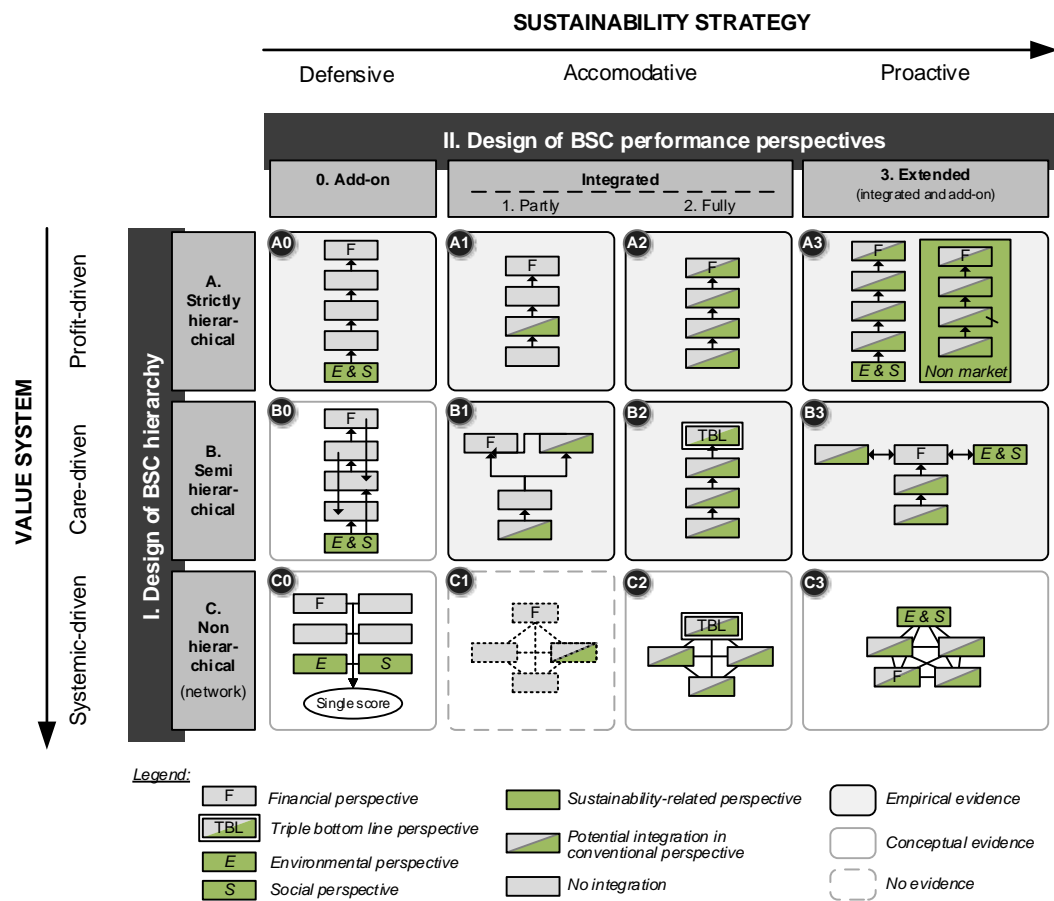 SUSTAINABILITY STRATEGY
Defensive
Accomodative
Proactive
II. Design of BSC performance perspectives
0. Add-on
Integrated
1. Partly
2. Fully
3. Extended
(integrated and add-on)
VALUE SYSTEM
Profit-driven
Care-driven
Systemic-driven
I. Design of BSC hierarchy
A.
Strictly
hierar-
chical
A0
F
E & S
A1
F
A2
F
A3
F
E & S
F
Non market
B.
Semi
hierar-
chical
B0
F
E & S
B1
F
B2
TBL
B3
F
E & S
C.
Non
hierar-
chical
(network)
C0
F
E
S
Single score
C1
F
C2
TBL
C3
E & S
F
Legend:
F
Financial perspective
TBL
Triple bottom line perspective
E
Environmental perspective
S
Social perspective
Sustainability-related perspective
Potential integration in
conventional perspective
No integration
Empirical evidence
Conceptual evidence
No evidence